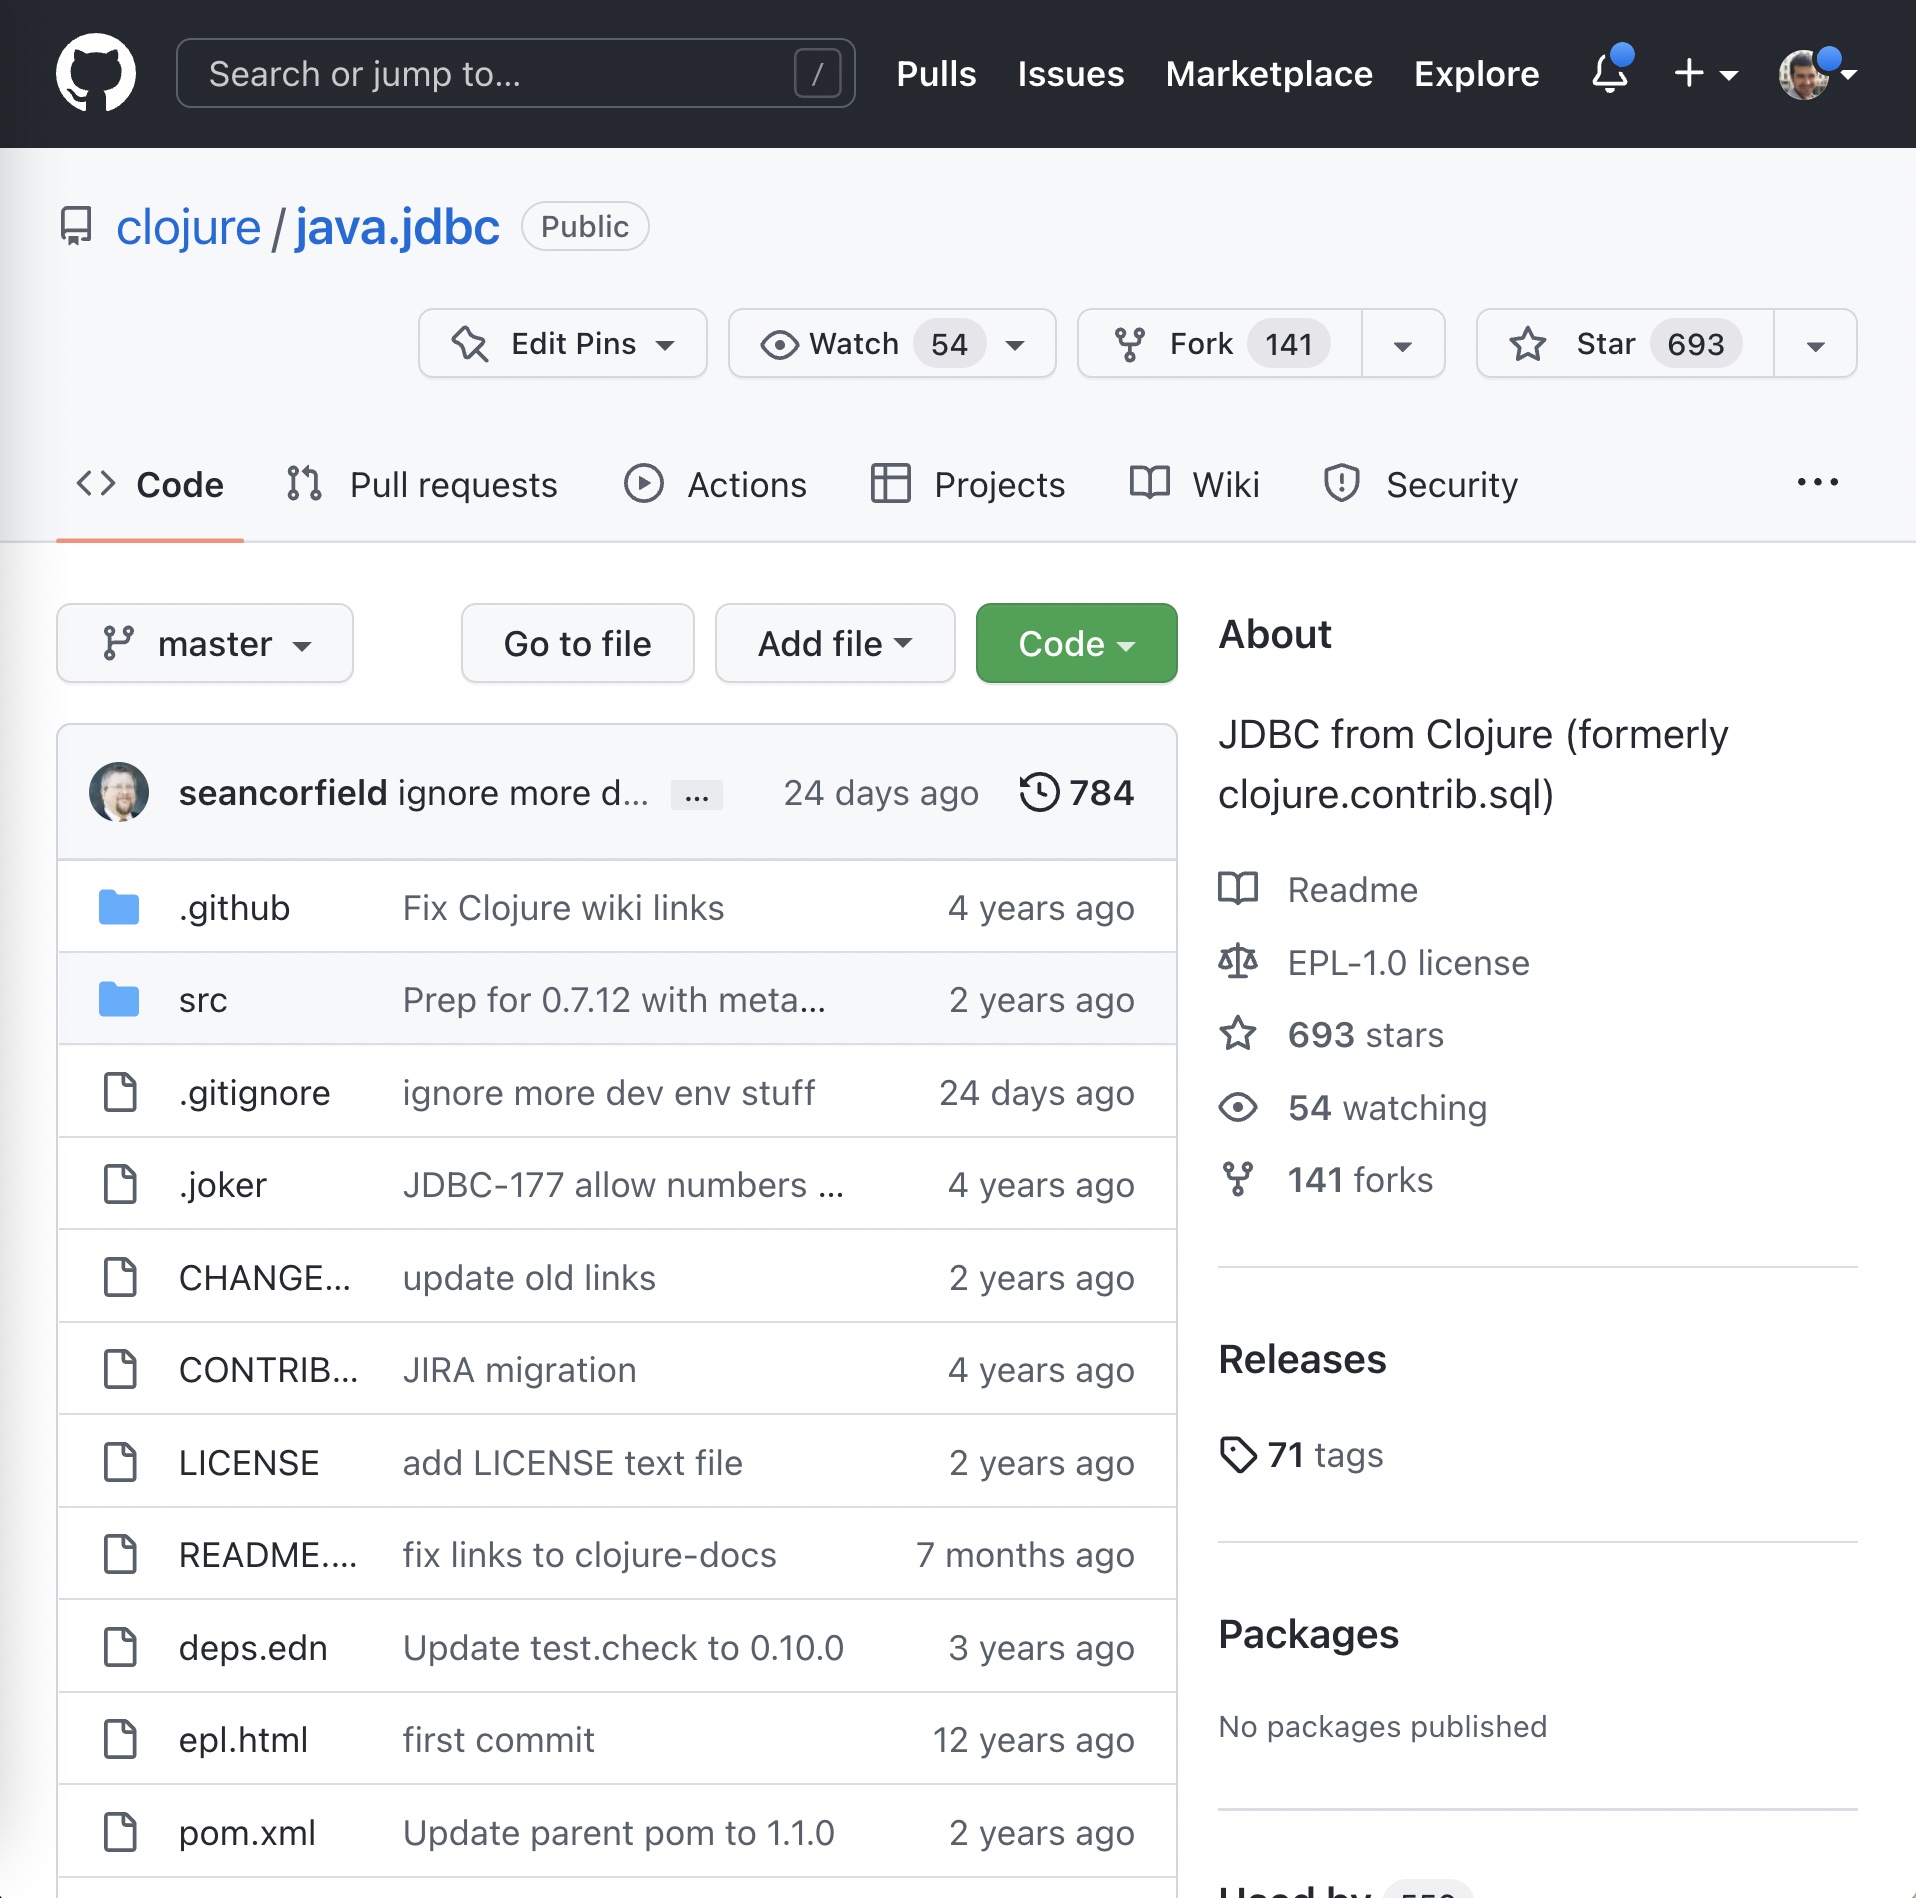 Search or jump to... /
Pulls Issues Marketplace Explore
clojure / java.jdbc Public
Edit Pins Watch 54 Fork 141 Star 693
Code Pull requests Actions Projects Wiki Security ...
master Go to file Add file Code
seancorfield ignore more d... ... 24 days ago 784
.github Fix Clojure wiki links 4 years ago
src Prep for 0.7.12 with meta... 2 years ago
.gitignore ignore more dev env stuff 24 days ago
.joker JDBC-177 allow numbers ... 4 years ago
CHANGE... update old links 2 years ago
CONTRIB... JIRA migration 4 years ago
LICENSE add LICENSE text file 2 years ago
README.... fix links to clojure-docs 7 months ago
deps.edn Update test.check to 0.10.0 3 years ago
epl.html first commit 12 years ago
pom.xml Update parent pom to 1.1.0 2 years ago
About
JDBC from Clojure (formerly
clojure.contrib.sql)
Readme
EPL-1.0 license
693 stars
54 watching
141 forks
Releases
71 tags
Packages
No packages published
Used by